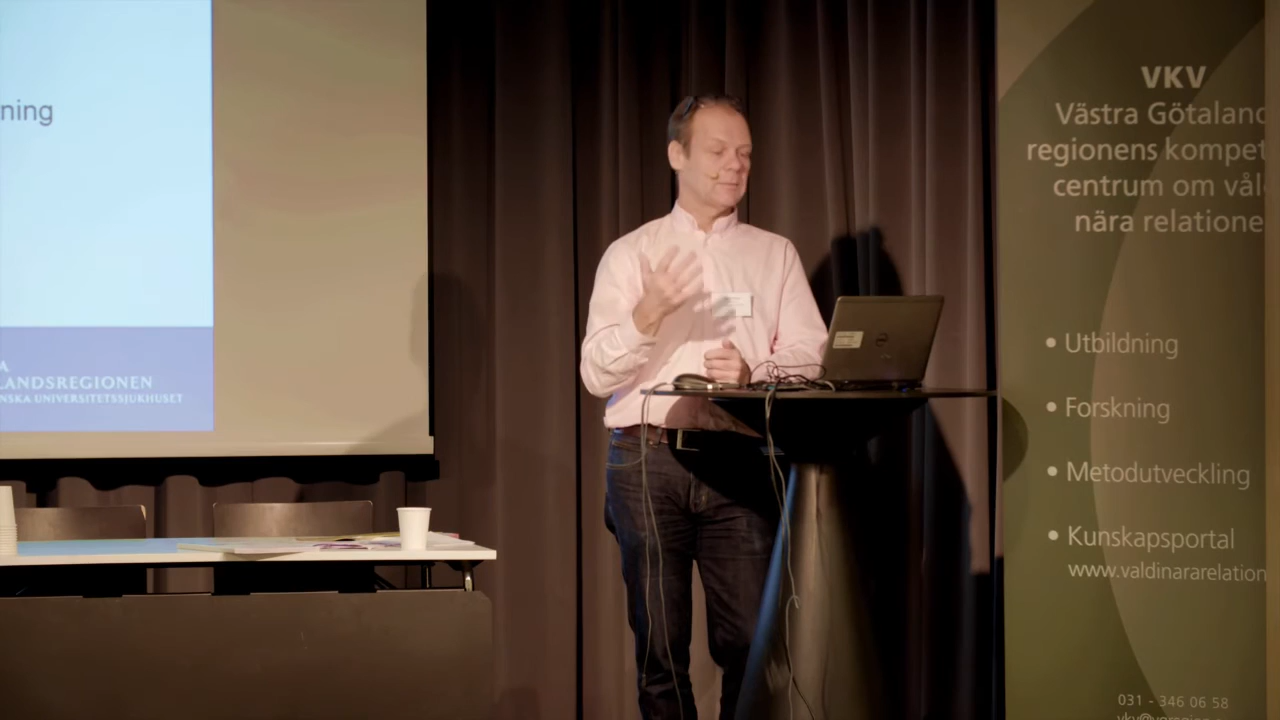 ning
A
LANDSREGIONEN
NSKA UNIVERSITETSSJUKHUSET
VKV
Västra Götaland
regionens kompet
centrum om vål
nära relatione
• Utbildning
• Forskning
• Metodutveckling
• Kunskapsportal
www.valdinararelation
031 - 346 06 58